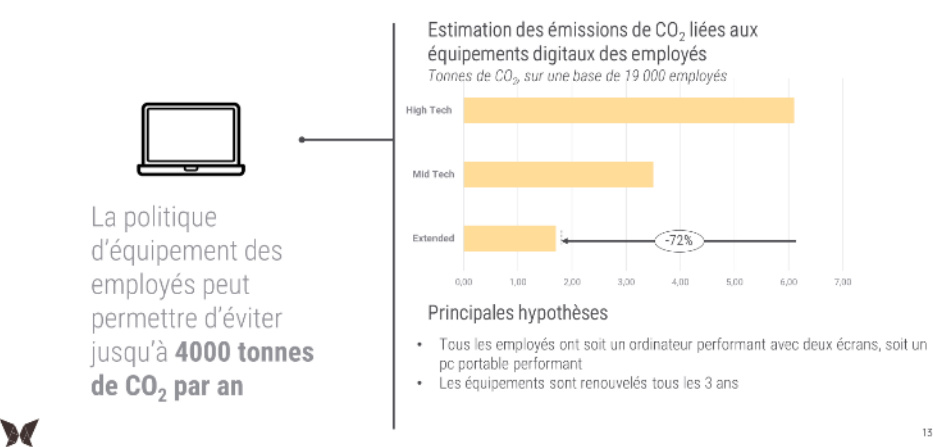 La politique
d'équipement des
employés peut
permettre d'éviter
jusqu'à 4000 tonnes
de CO₂ par an
Estimation des émissions de CO₂ liées aux
équipements digitaux des employés
Tonnes de CO₂, sur une base de 19 000 employés
High Tech
Mid Tech
Extended
-72%
0,00 1,00 2,00 3,00 4,00 5,00 6,00 7,00
Principales hypothèses
• Tous les employés ont soit un ordinateur performant avec deux écrans, soit un
pc portable performant
• Les équipements sont renouvelés tous les 3 ans
13